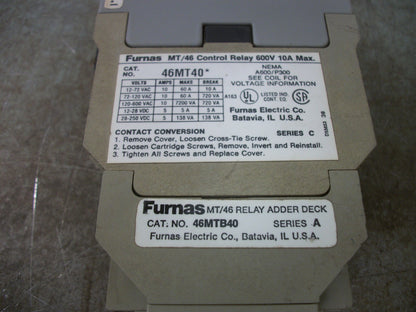 Furnas MT/46 Control Relay 600V 10A Max.
CAT. NO. 46MT40*
NEMA A600/P300
SEE COIL FOR VOLTAGE INFORMATION
VOLTS AMPS MAKE BREAK
12-72 VAC 10 60 A 10 A
72-120 VAC 10 60 A 720 VA
120-600 VAC 10 7200 VA 720 VA
12-28 VDC 5 5 A 5 A
28-250 VDC 5 138 VA 138 VA
A163 UL LISTED IND. CONT. EQ. SA
Furnas Electric Co.
Batavia, IL U.S.A.
CONTACT CONVERSION SERIES C
1. Remove Cover, Loosen Cross-Tie Screw.
2. Loosen Cartridge Screws, Remove, Invert and Reinstall.
3. Tighten All Screws and Replace Cover.
Furnas MT/46 RELAY ADDER DECK
CAT. NO. 46MTB40 SERIES A
Furnas Electric Co., Batavia, IL U.S.A.